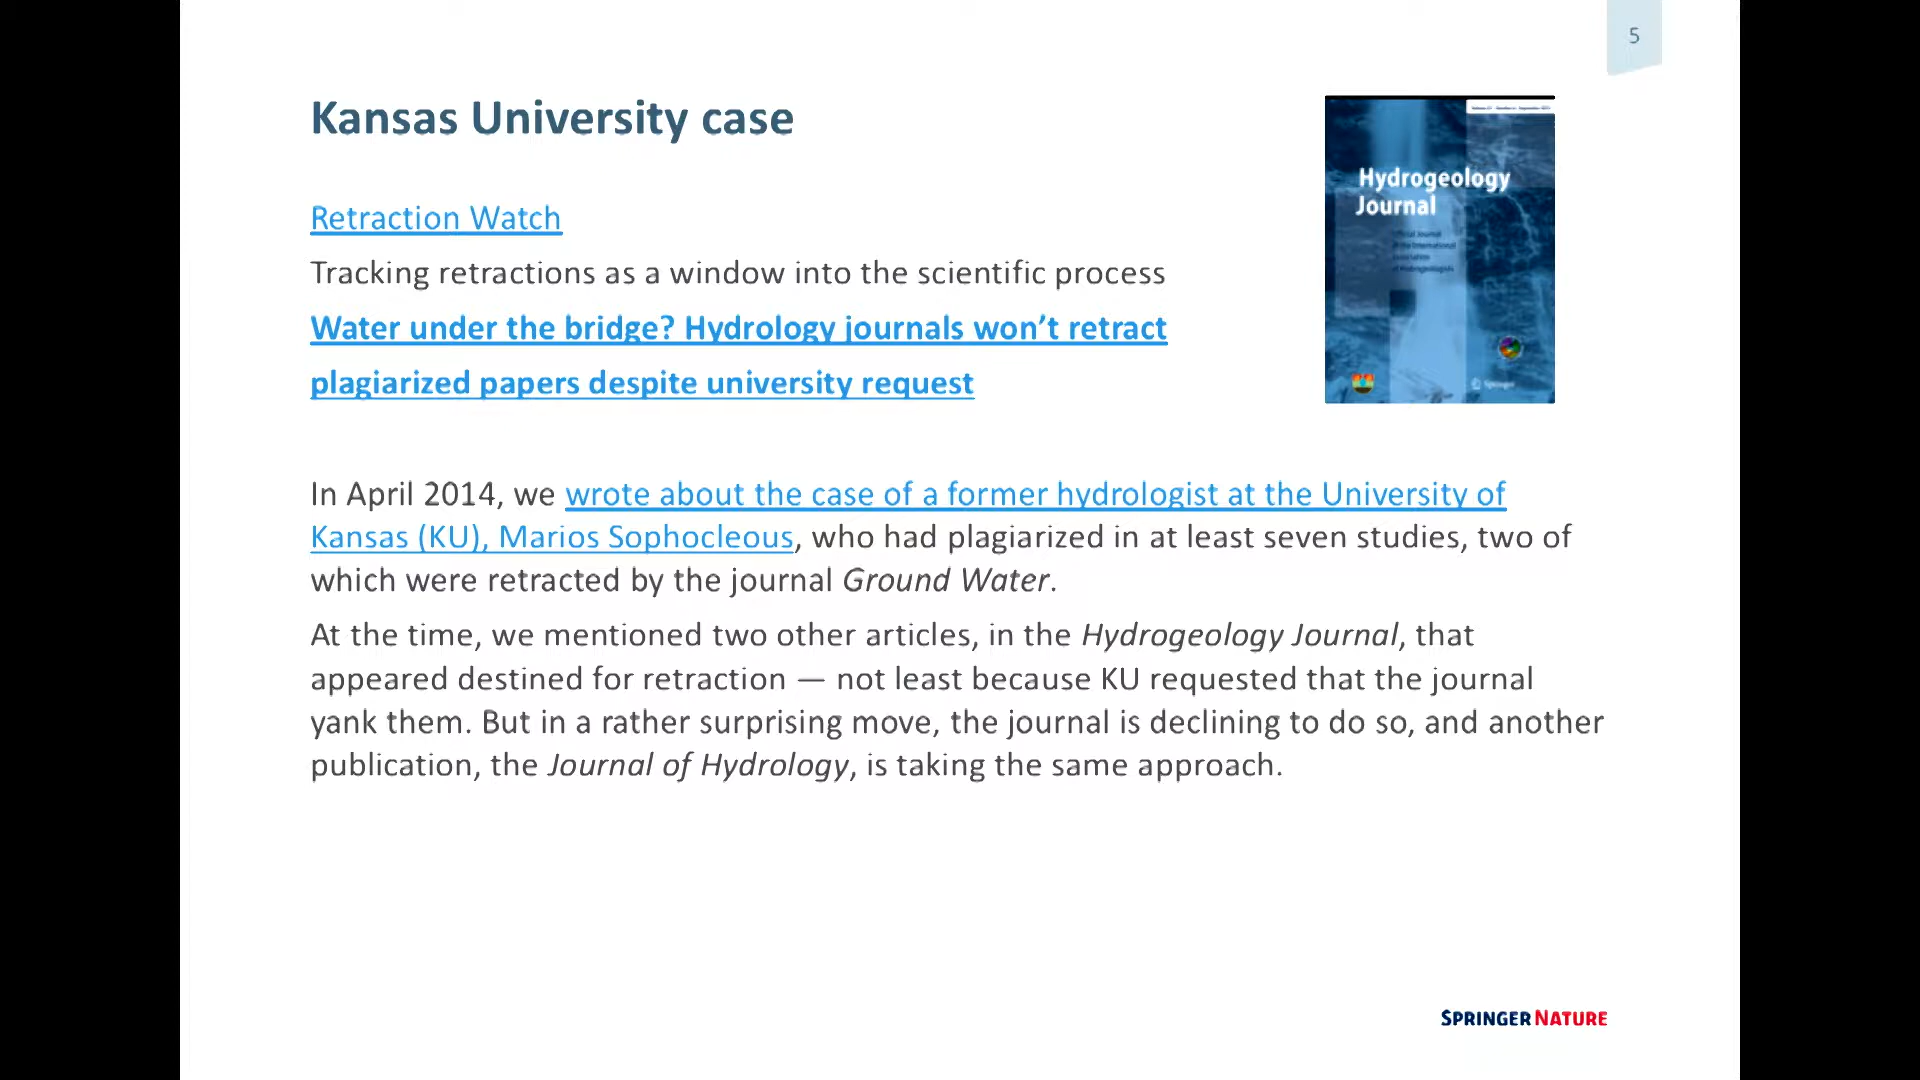 5
Kansas University case
Hydrogeology
Journal
Retraction Watch
Tracking retractions as a window into the scientific process
Water under the bridge? Hydrology journals won’t retract
plagiarized papers despite university request
Springer
In April 2014, we wrote about the case of a former hydrologist at the University of
Kansas (KU), Marios Sophocleous, who had plagiarized in at least seven studies, two of
which were retracted by the journal Ground Water.
At the time, we mentioned two other articles, in the Hydrogeology Journal, that
appeared destined for retraction — not least because KU requested that the journal
yank them. But in a rather surprising move, the journal is declining to do so, and another
publication, the Journal of Hydrology, is taking the same approach.
SPRINGER NATURE